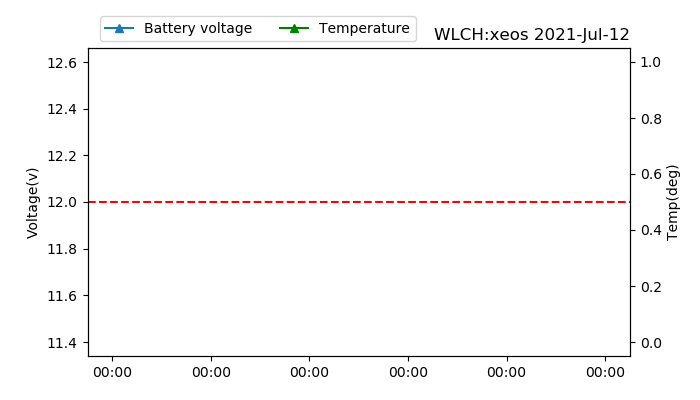 Battery voltage Temperature
WLCH:xeos 2021-Jul-12
Voltage(v)
12.6
12.4
12.2
12.0
11.8
11.6
11.4
1.0
0.8
0.6
0.4
0.2
0.0
Temp(deg)
00:00 00:00 00:00 00:00 00:00 00:00